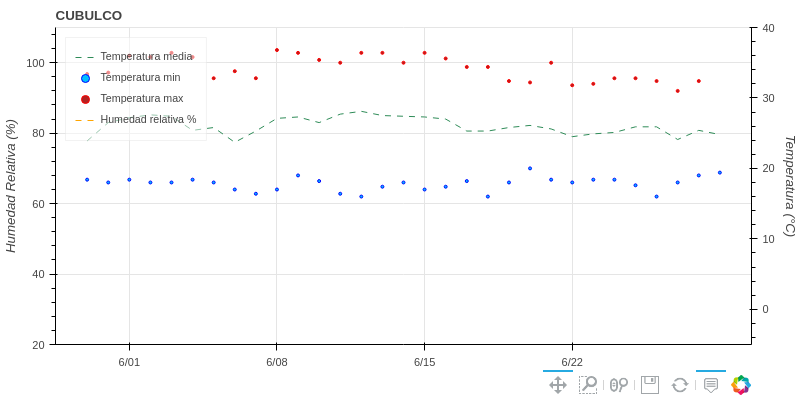 CUBULCO
Temperatura media
Temperatura min
Temperatura max
Humedad relativa %
Humedad Relativa (%)
100
80
60
40
20
Temperatura (°C)
40
30
20
10
0
6/01
6/08
6/15
6/22